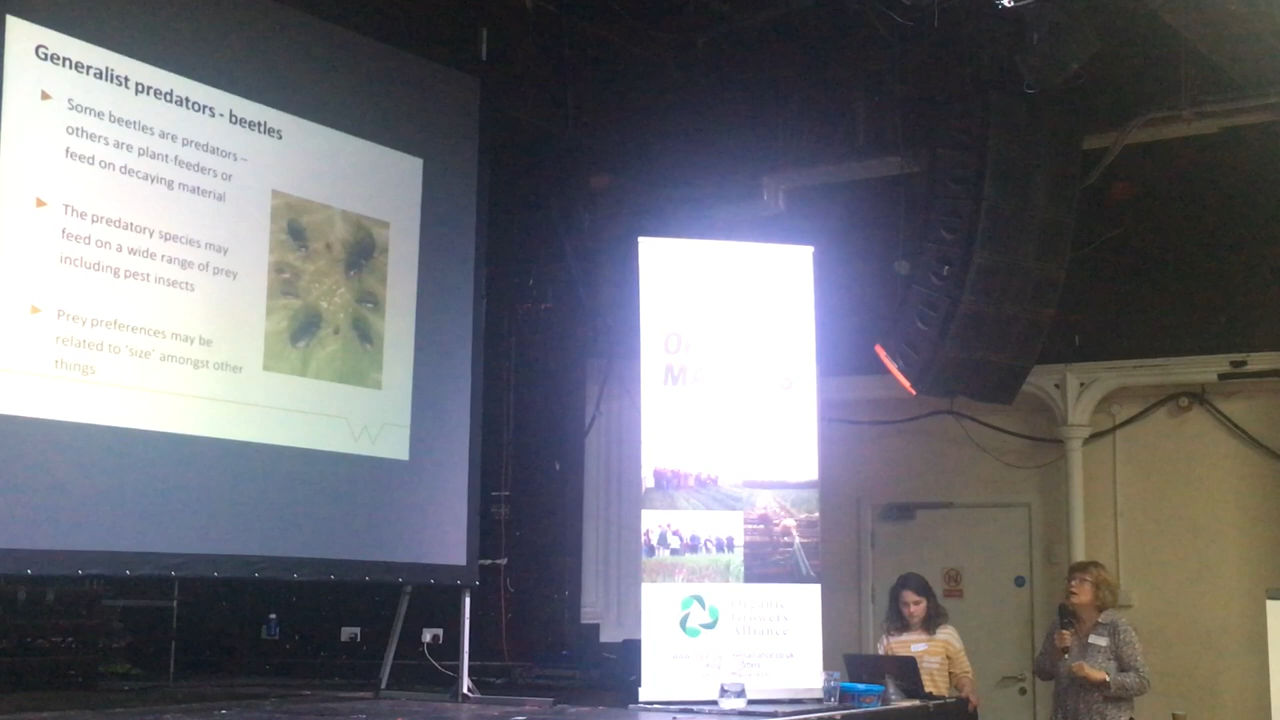 Generalist predators - beetles
Some beetles are predators –
others are plant-feeders or
feed on decaying material
The predatory species may
feed on a wide range of prey
including pest insects
Prey preferences may be
related to 'size' amongst other
things
Organic
Growers
Alliance